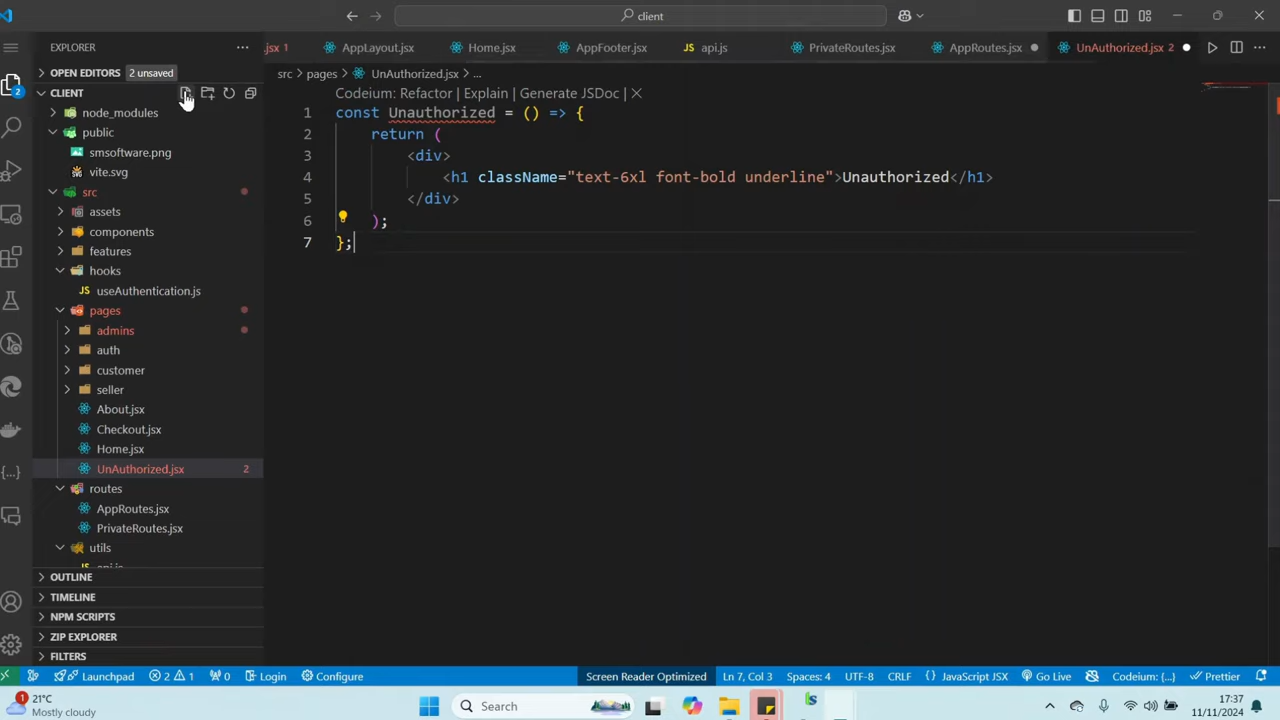 client
EXPLORER
.jsx 1
AppLayout.jsx
Home.jsx
AppFooter.jsx
JS api.js
PrivateRoutes.jsx
AppRoutes.jsx
UnAuthorized.jsx 2
OPEN EDITORS 2 unsaved
src > pages > UnAuthorized.jsx > ...
CLIENT
Codeium: Refactor | Explain | Generate JSDoc |
node_modules
public
smsoftware.png
vite.svg
src
assets
components
features
hooks
JS useAuthentication.js
pages
admins
auth
customer
seller
About.jsx
Checkout.jsx
Home.jsx
UnAuthorized.jsx 2
routes
AppRoutes.jsx
PrivateRoutes.jsx
utils
1 const Unauthorized = () => {
2 return (
3 <div>
4 <h1 className="text-6xl font-bold underline">Unauthorized</h1>
5 </div>
6 );
7 };
OUTLINE
TIMELINE
NPM SCRIPTS
ZIP EXPLORER
FILTERS
2
Launchpad 2 1 0 Login Configure Screen Reader Optimized Ln 7, Col 3 Spaces: 4 UTF-8 CRLF {} JavaScript JSX Go Live Codeium: {...} Prettier
21°C
Mostly cloudy
Search
17:37
11/11/2024